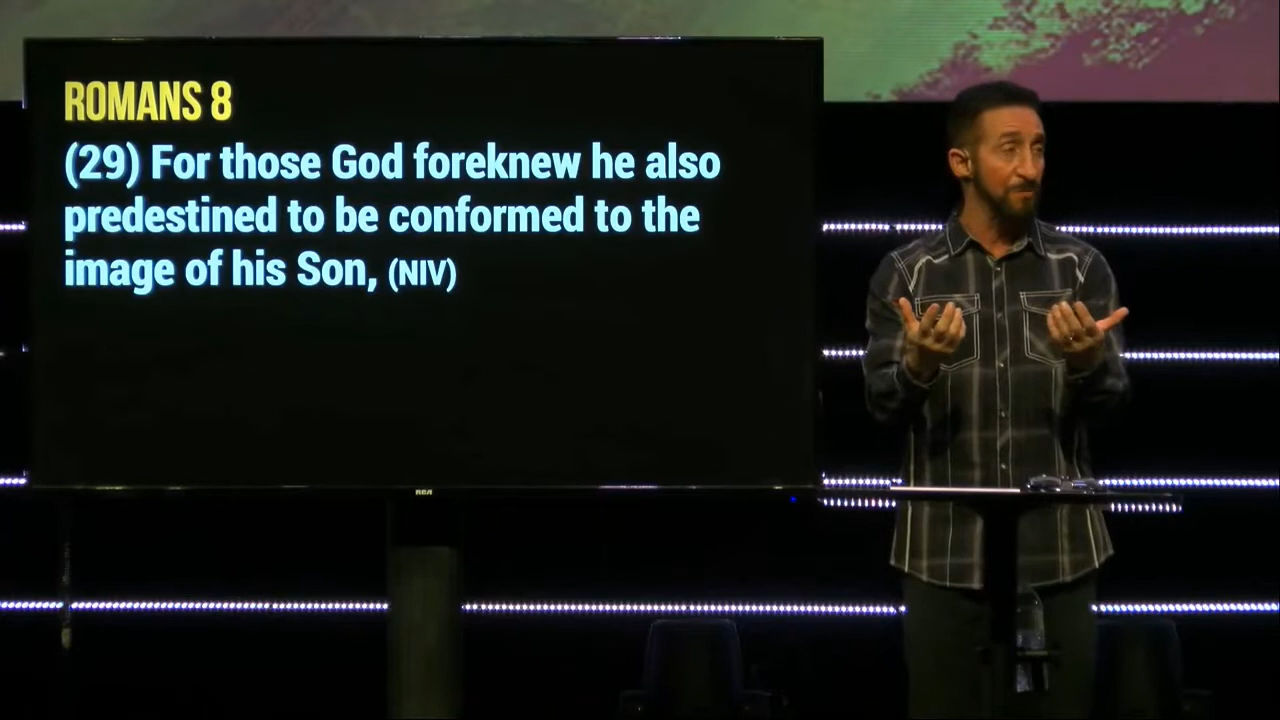 ROMANS 8
(29) For those God foreknew he also
predestined to be conformed to the
image of his Son, (NIV)
RCA